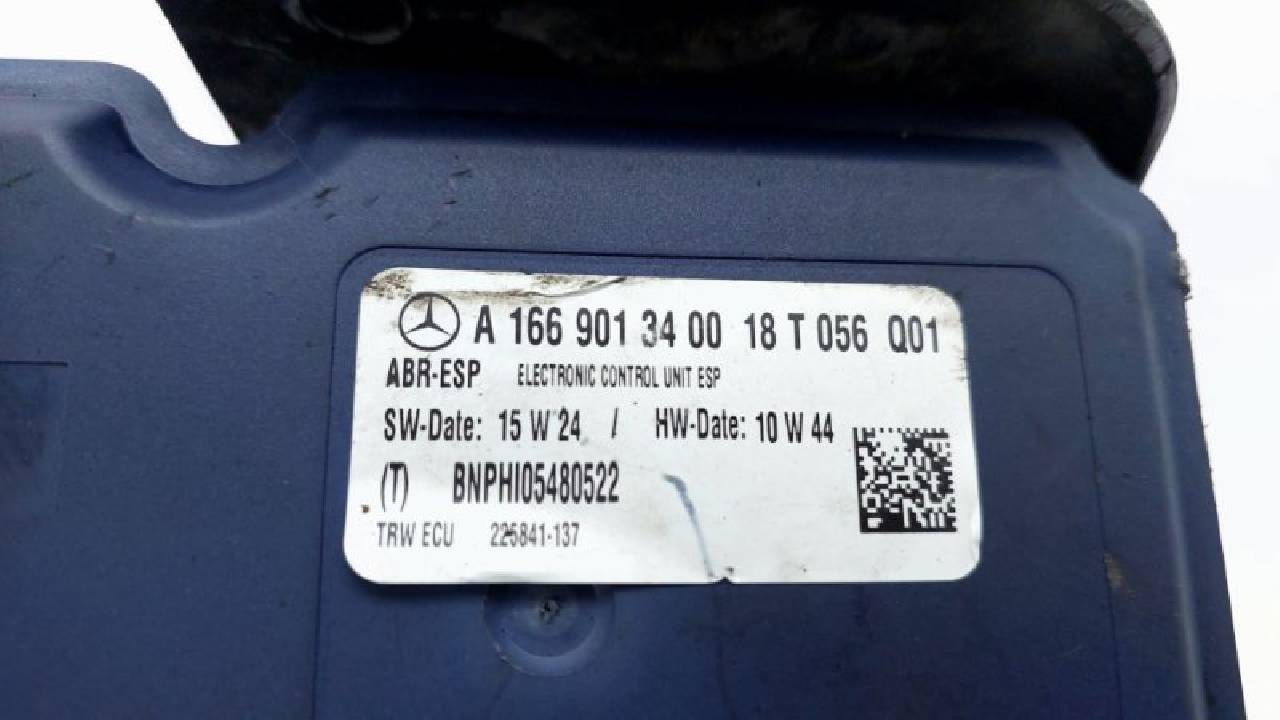 A 166 901 34 00 18 T 056 Q01
ABR-ESP ELECTRONIC CONTROL UNIT ESP
SW-Date: 15 W 24 / HW-Date: 10 W 44
(T) BNPHI05480522
TRW ECU 225841-137